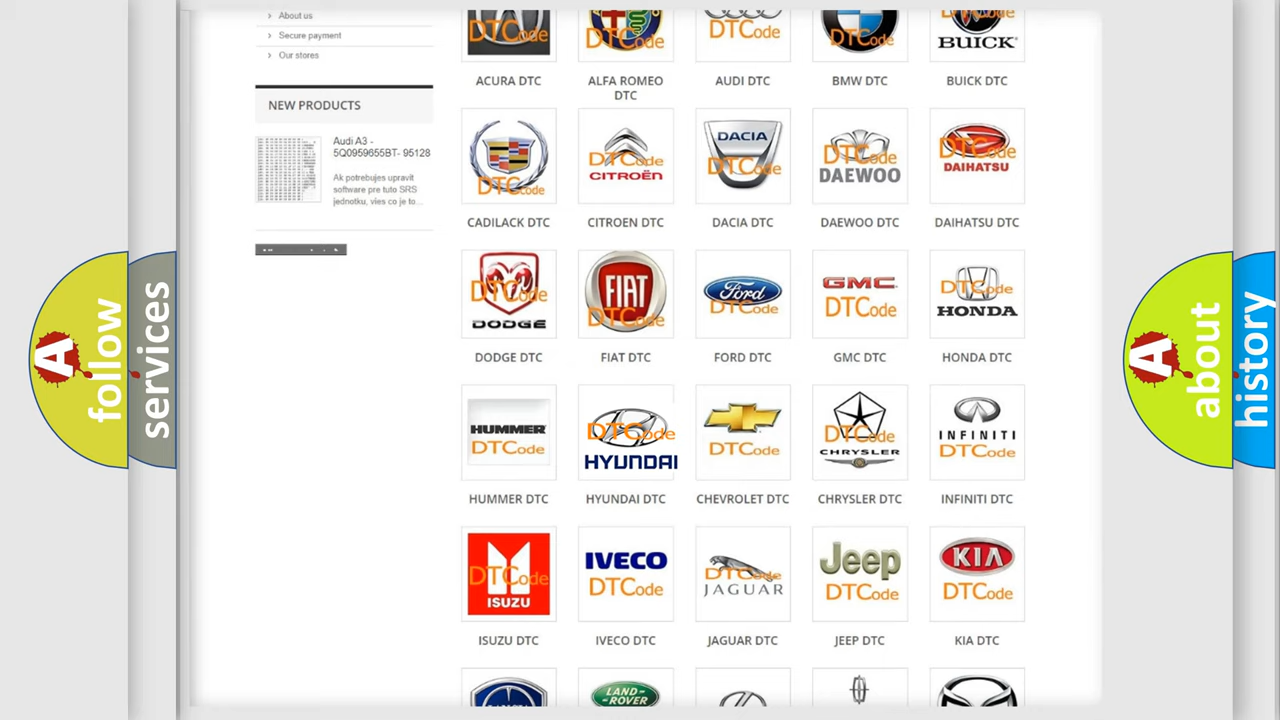 About us
Secure payment
Our stores
NEW PRODUCTS
Audi A3 -
5Q0959655BT- 95128
Ak potrebujes upravit
software pre tuto SRS
jednotku, vies co je to...
DTCode
DTCode
DTCode
DTCode
BUICK
ACURA DTC
ALFA ROMEO
DTC
AUDI DTC
BMW DTC
BUICK DTC
DTCode
DTCode
CITROËN
DACIA
DTCode
DTCode
DAEWOO
DTCode
DAIHATSU
CADILACK DTC
CITROEN DTC
DACIA DTC
DAEWOO DTC
DAIHATSU DTC
DTCode
DODGE
FIAT
DTCode
Ford
DTCode
GMC
DTCode
DTCode
HONDA
DODGE DTC
FIAT DTC
FORD DTC
GMC DTC
HONDA DTC
HUMMER
DTCode
DTCode
HYUNDAI
DTCode
DTCode
CHRYSLER
INFINITI
DTCode
HUMMER DTC
HYUNDAI DTC
CHEVROLET DTC
CHRYSLER DTC
INFINITI DTC
DTCode
ISUZU
IVECO
DTCode
DTCode
JAGUAR
Jeep
DTCode
KIA
DTCode
ISUZU DTC
IVECO DTC
JAGUAR DTC
JEEP DTC
KIA DTC
LAND-
ROVER
A
follow
services
A
about
history